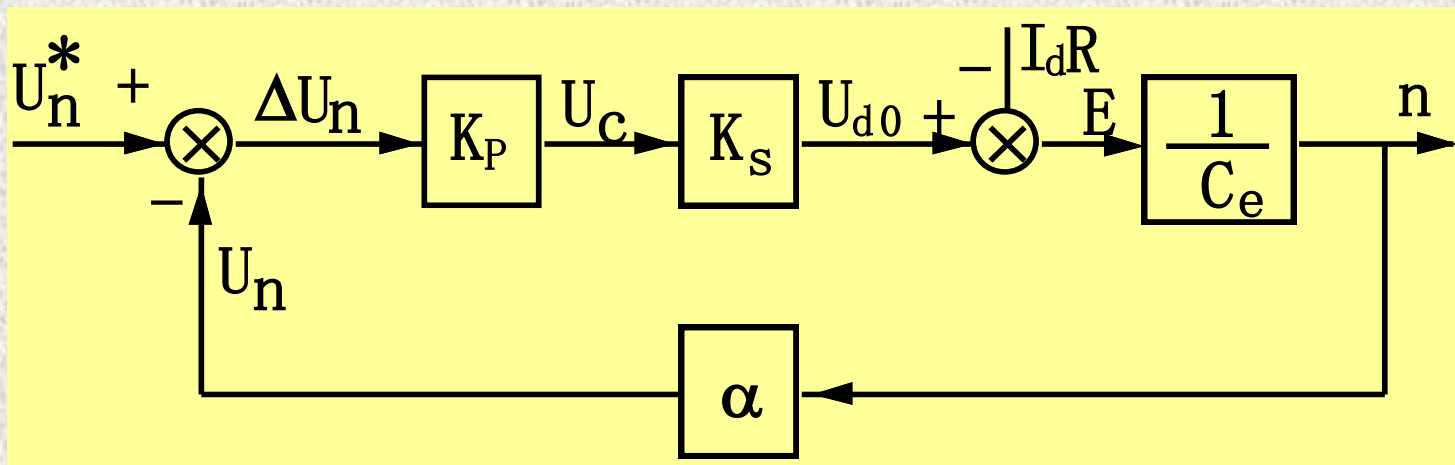 U*n
+
ΔUn
KP
Uc
Ks
Ud0
+
−
IdR
E
1
Ce
n
−
Un
α